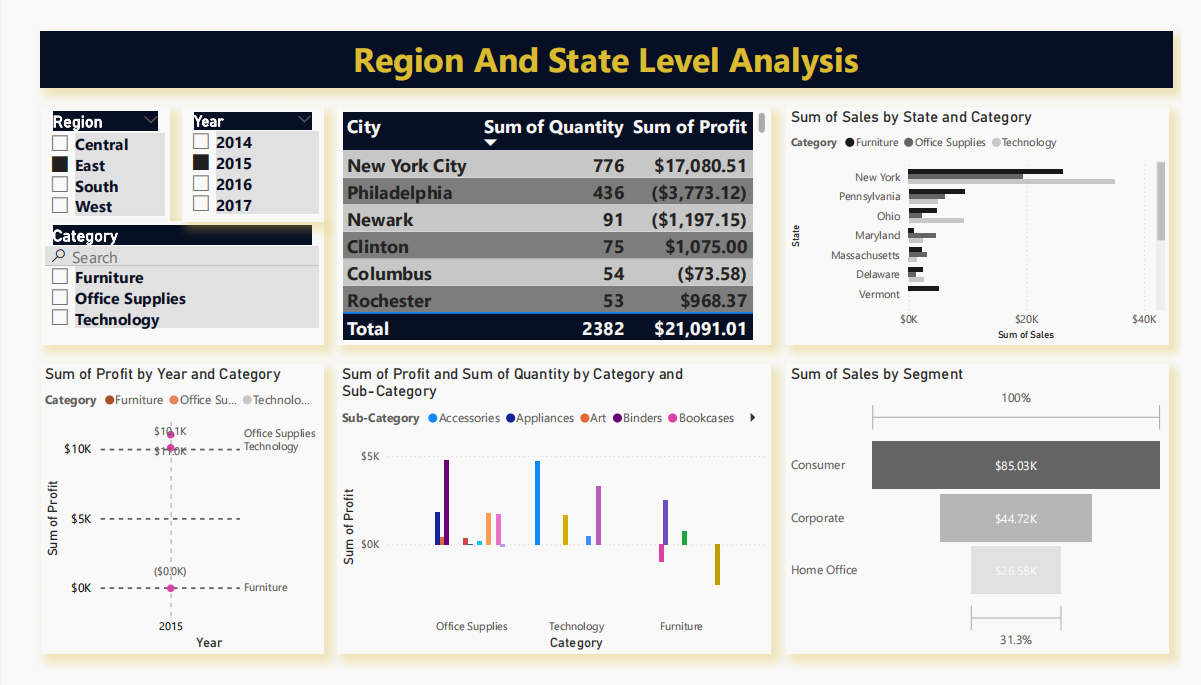 Region And State Level Analysis
Region
Central
East
South
West
Year
2014
2015
2016
2017
Category
Search
Furniture
Office Supplies
Technology
City Sum of Quantity Sum of Profit
New York City 776 $17,080.51
Philadelphia 436 ($3,773.12)
Newark 91 ($1,197.15)
Clinton 75 $1,075.00
Columbus 54 ($73.58)
Rochester 53 $968.37
Total 2382 $21,091.01
Sum of Sales by State and Category
Category Furniture Office Supplies Technology
State
New York
Pennsylvania
Ohio
Maryland
Massachusetts
Delaware
Vermont
$0K $20K $40K
Sum of Sales
Sum of Profit by Year and Category
Category Furniture Office Su... Technolo...
Sum of Profit
$10K
$5K
$0K
Office Supplies
Technology
($0.0K)
Furniture
2015
Year
Sum of Profit and Sum of Quantity by Category and
Sub-Category
Sub-Category Accessories Appliances Art Binders Bookcases
Sum of Profit
$5K
$0K
Office Supplies Technology Furniture
Category
Sum of Sales by Segment
100%
Consumer $85.03K
Corporate $44.72K
Home Office $26.58K
31.3%